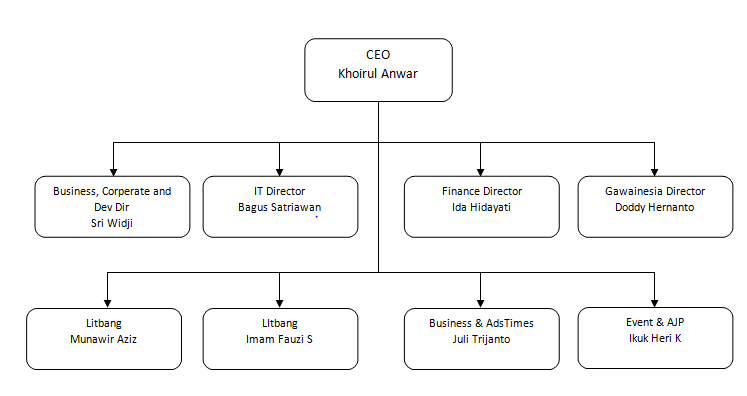 CEO
Khoirul Anwar
Business, Corperate and
Dev Dir
Sri Widji
IT Director
Bagus Satriawan
Finance Director
Ida Hidayati
Gawainesia Director
Doddy Hernanto
Litbang
Munawir Aziz
LItbang
Imam Fauzi S
Business & AdsTimes
Juli Trijanto
Event & AJP
Ikuk Heri K